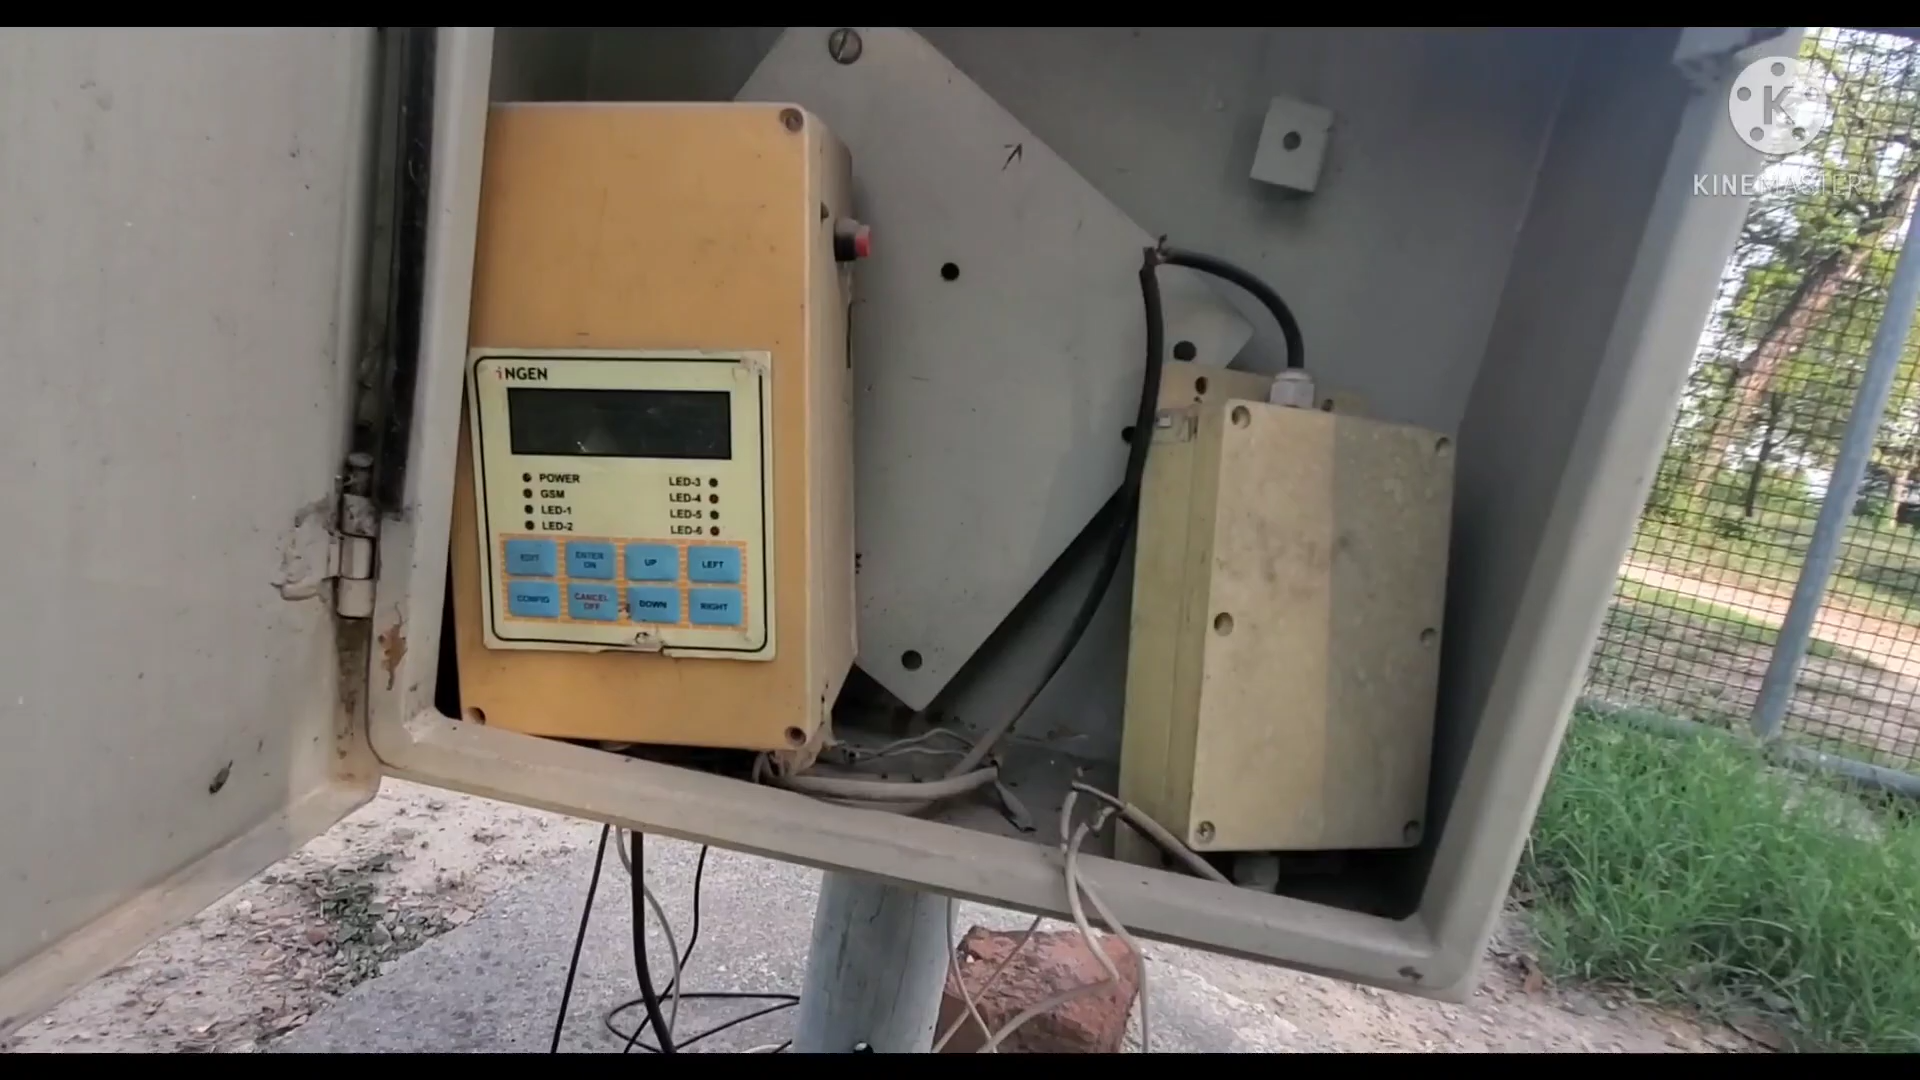 iNGEN
POWER
GSM
LED-1
LED-2
LED-3
LED-4
LED-5
LED-6
EDIT
ENTER
ON
UP
LEFT
CONFIG
CANCEL
OFF
DOWN
RIGHT
K
KINEMASTER